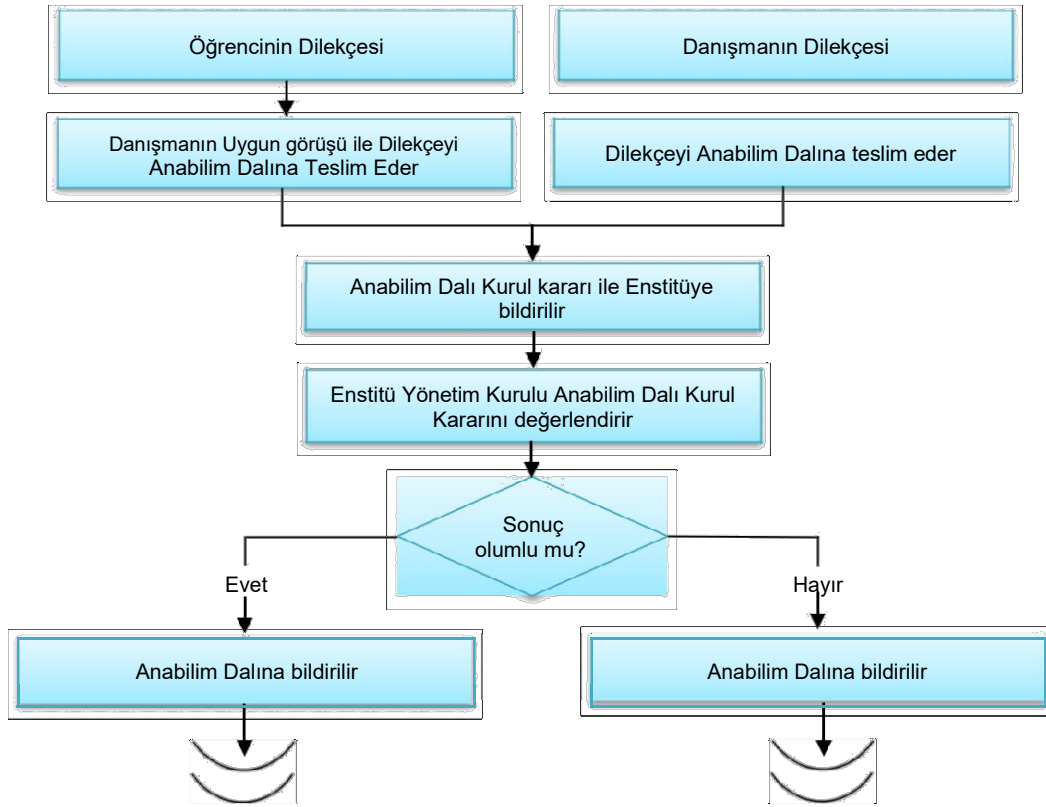 Öğrencinin Dilekçesi
Danışmanın Dilekçesi
Danışmanın Uygun görüşü ile Dilekçeyi
Anabilim Dalına Teslim Eder
Dilekçeyi Anabilim Dalına teslim eder
Anabilim Dalı Kurul kararı ile Enstitüye
bildirilir
Enstitü Yönetim Kurulu Anabilim Dalı Kurul
Kararını değerlendirir
Sonuç
olumlu mu?
Evet
Hayır
Anabilim Dalına bildirilir
Anabilim Dalına bildirilir